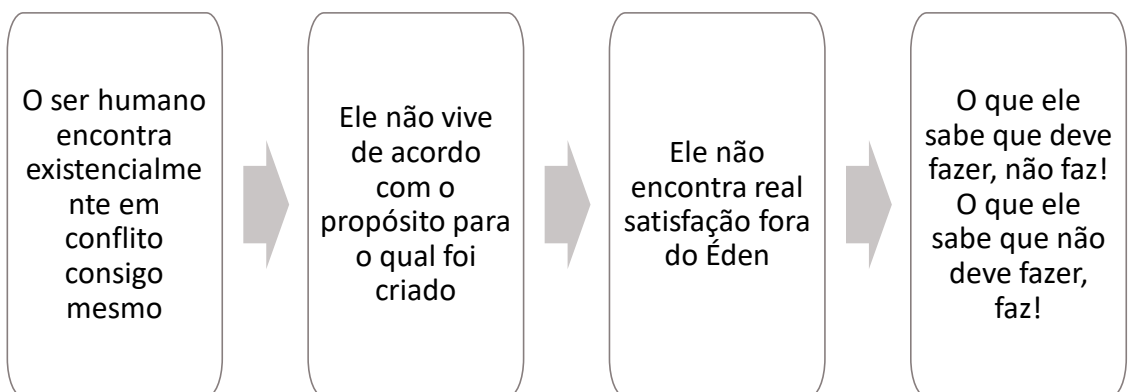 O ser humano
encontra
existencialme
nte em
conflito
consigo
mesmo
Ele não vive
de acordo
com o
propósito para
o qual foi
criado
Ele não
encontra real
satisfação fora
do Éden
O que ele
sabe que deve
fazer, não faz!
O que ele
sabe que não
deve fazer,
faz!